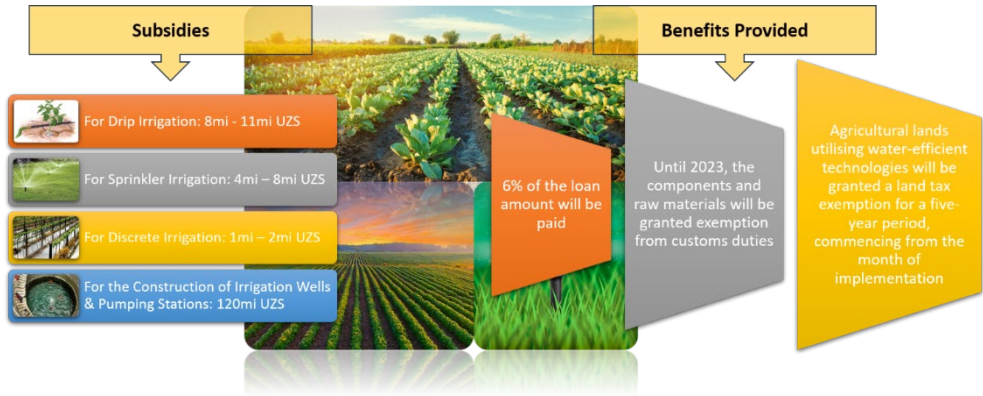 Subsidies
Benefits Provided
For Drip Irrigation: 8mi - 11mi UZS
For Sprinkler Irrigation: 4mi – 8mi UZS
For Discrete Irrigation: 1mi – 2mi UZS
For the Construction of Irrigation Wells
& Pumping Stations: 120mi UZS
6% of the loan
amount will be
paid
Until 2023, the
components and
raw materials will be
granted exemption
from customs duties
Agricultural lands
utilising water-efficient
technologies will be
granted a land tax
exemption for a five-
year period,
commencing from the
month of
implementation